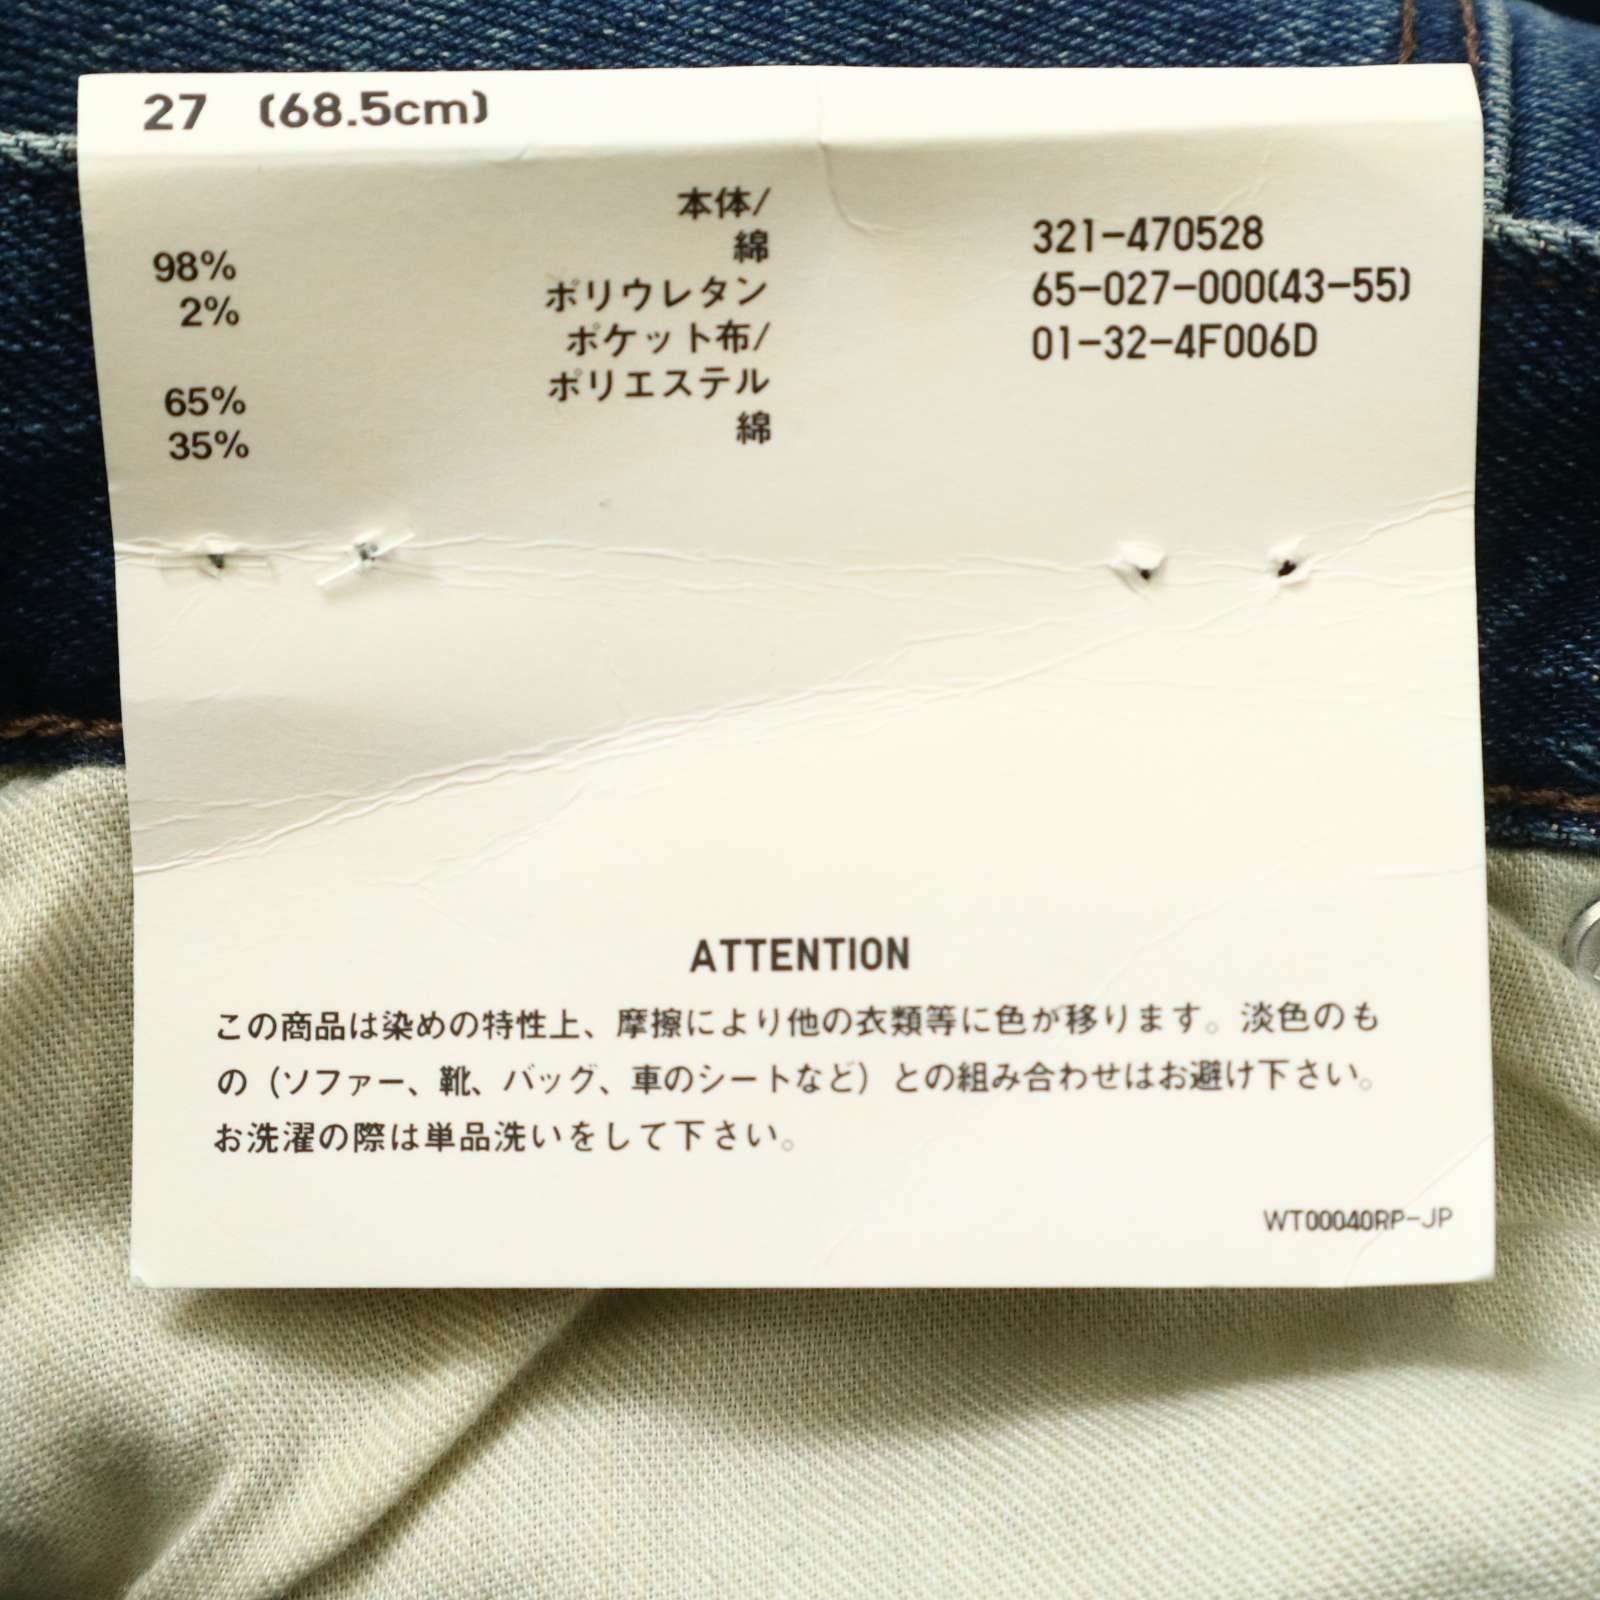 27 (68.5cm)
本体/
98% 綿
2% ポリウレタン
ポケット布/
65% ポリエステル
35% 綿
321-470528
65-027-000(43-55)
01-32-4F006D
ATTENTION
この商品は染めの特性上、摩擦により他の衣類等に色が移ります。淡色のも
の(ソファー、靴、バッグ、車のシートなど)との組み合わせはお避け下さい。
お洗濯の際は単品洗いをして下さい。
WT00040RP-JP